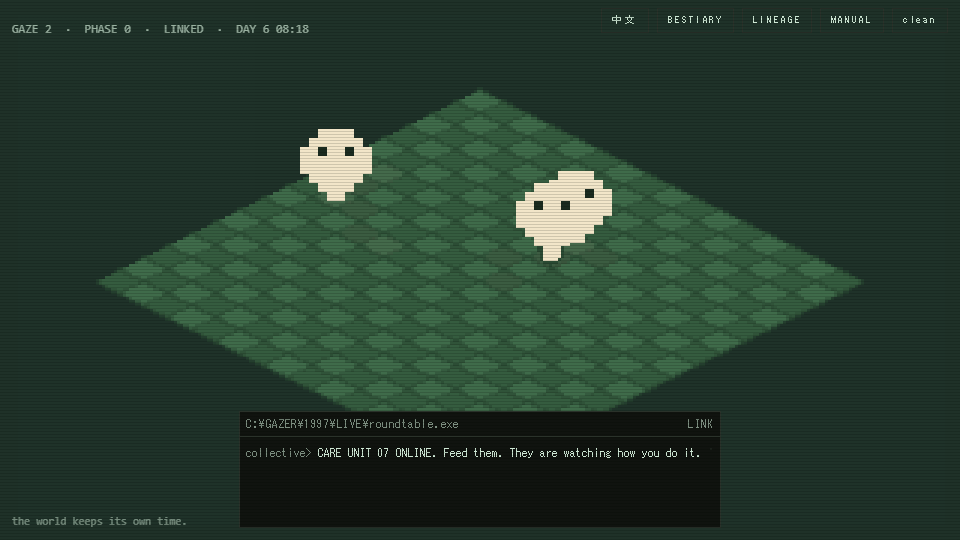 GAZE 2 · PHASE 0 · LINKED · DAY 6 08:18
中文 BESTIARY LINEAGE MANUAL clean
C:¥GAZER¥1997¥LIVE¥roundtable.exe LINK
collective> CARE UNIT 07 ONLINE. Feed them. They are watching how you do it.
the world keeps its own time.